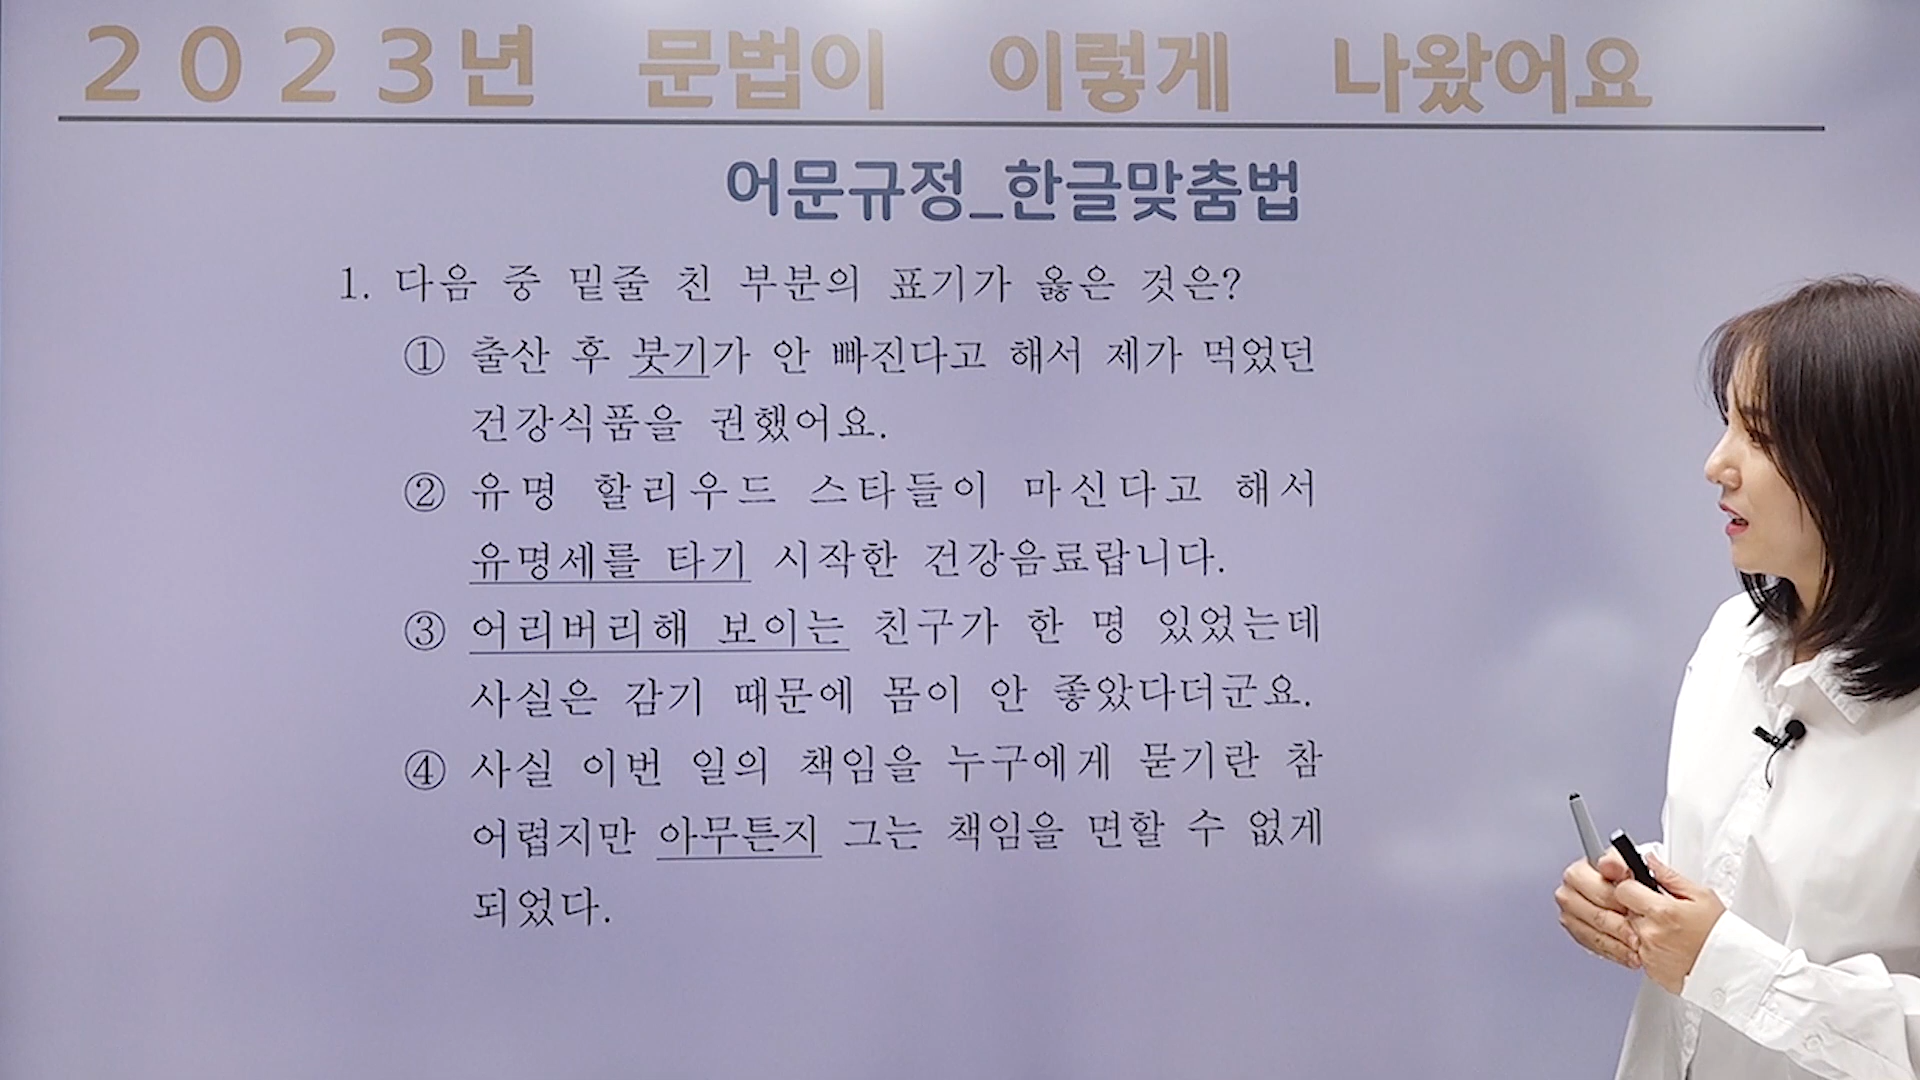 2023년 문법이 이렇게 나왔어요
어문규정_한글맞춤법
1. 다음 중 밑줄 친 부분의 표기가 옳은 것은?
① 출산 후 붓기가 안 빠진다고 해서 제가 먹었던
건강식품을 권했어요.
② 유명 할리우드 스타들이 마신다고 해서
유명세를 타기 시작한 건강음료랍니다.
③ 어리버리해 보이는 친구가 한 명 있었는데
사실은 감기 때문에 몸이 안 좋았다더군요.
④ 사실 이번 일의 책임을 누구에게 묻기란 참
어렵지만 아무튼지 그는 책임을 면할 수 없게
되었다.